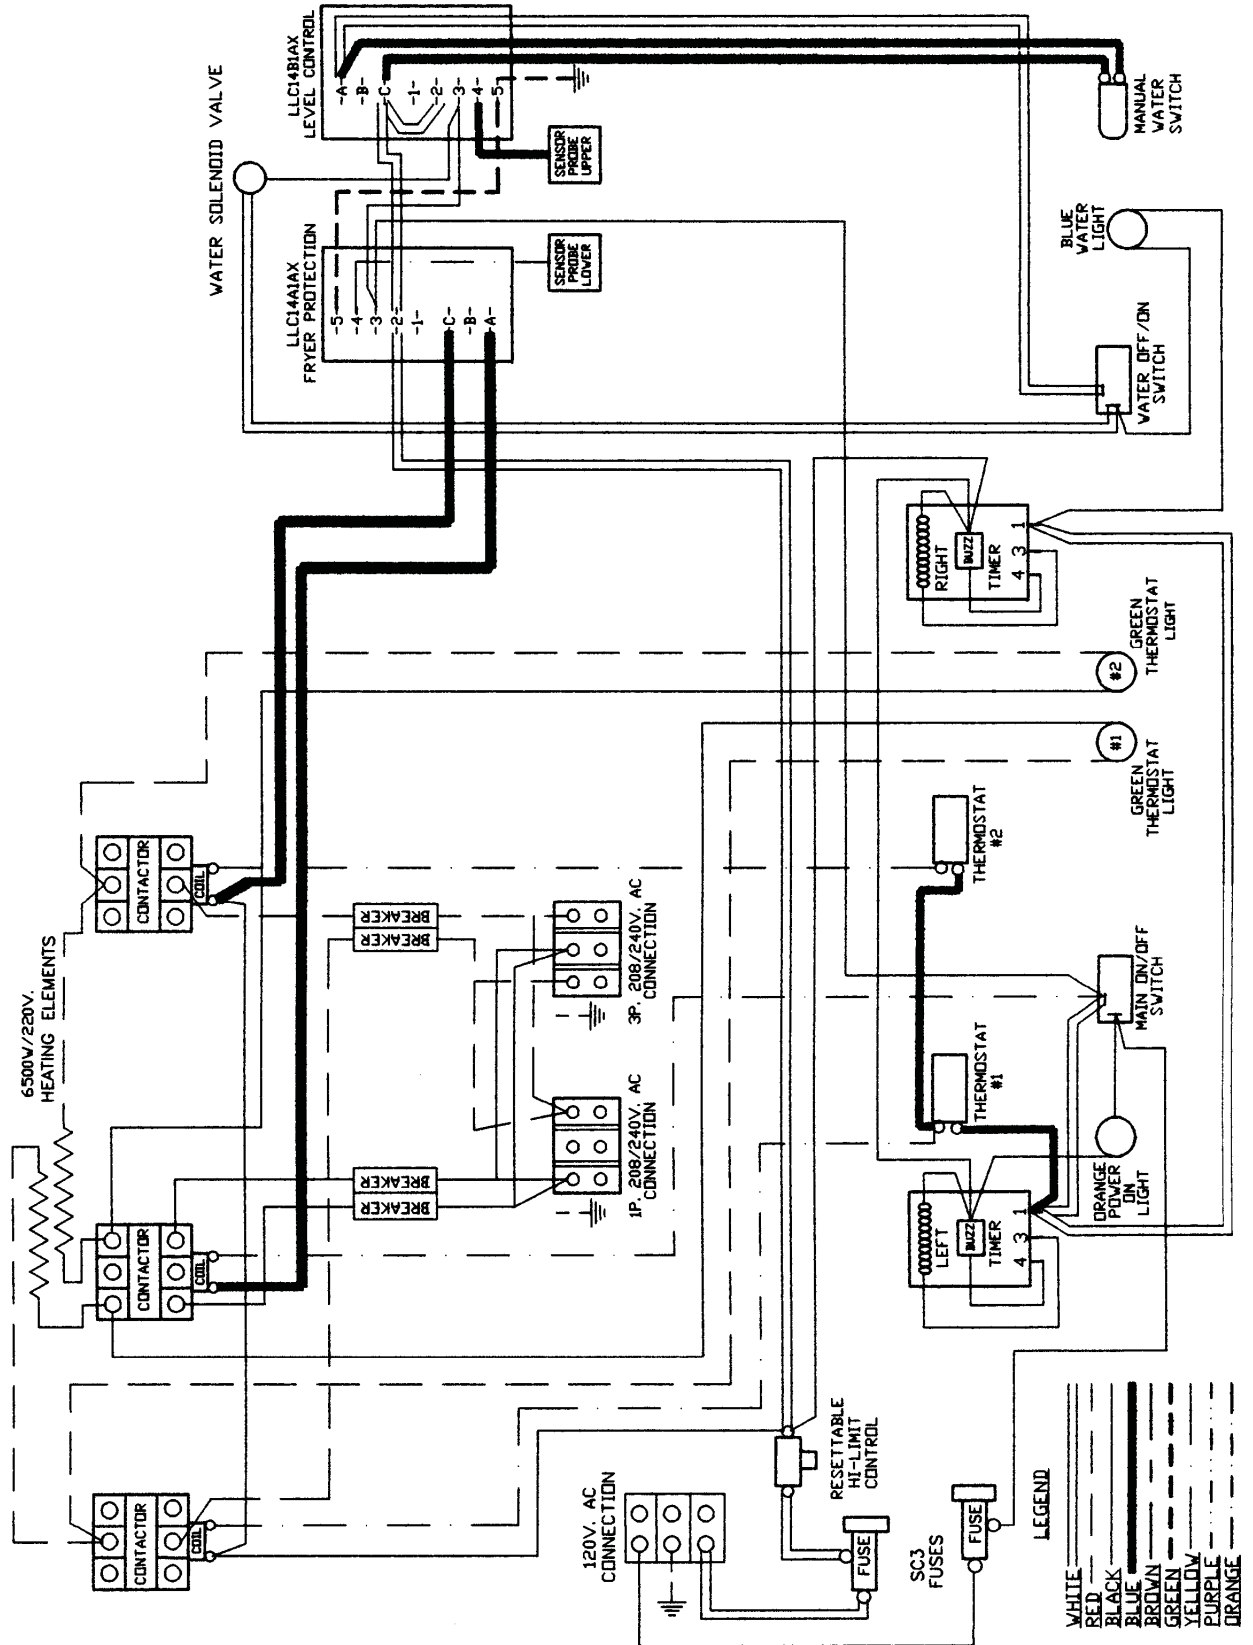 6500W/220V.
HEATING ELEMENTS
CONTACTOR
COIL
CONTACTOR
COIL
CONTACTOR
COIL
WATER SOLENOID VALVE
LLC14A1AX
FRYER PROTECTION
-5-
-4-
-3-
-2-
-1-
-C-
-B-
-A-
LLC14B1AX
LEVEL CONTROL
-A-
-B-
-C-
-1-
-2-
-3-
-4-
-5-
BREAKER
BREAKER
BREAKER
BREAKER
SENSOR
PROBE
LOWER
SENSOR
PROBE
UPPER
120V. AC
CONNECTION
1P. 208/240V. AC
CONNECTION
3P. 208/240V. AC
CONNECTION
RESETTABLE
HI-LIMIT
CONTROL
FUSE
SC3
FUSES
FUSE
LEFT
BUZZ
TIMER
4 3 1
THERMOSTAT
#1
THERMOSTAT
#2
RIGHT
BUZZ
TIMER
4 3 1
ORANGE
POWER
ON
LIGHT
MAIN ON/OFF
SWITCH
#1
GREEN
THERMOSTAT
LIGHT
#2
GREEN
THERMOSTAT
LIGHT
WATER OFF/ON
SWITCH
BLUE
WATER
LIGHT
MANUAL
WATER
SWITCH
LEGEND
WHITE
RED
BLACK
BLUE
BROWN
GREEN
YELLOW
PURPLE
ORANGE